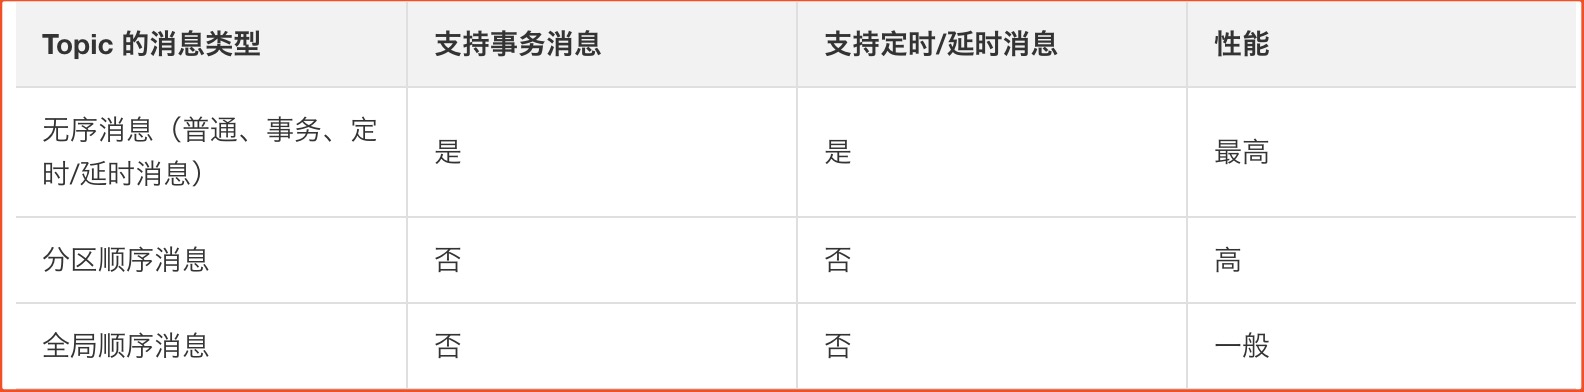 Topic 的消息类型 支持事务消息 支持定时/延时消息 性能
无序消息（普通、事务、定
时/延时消息） 是 是 最高
分区顺序消息 否 否 高
全局顺序消息 否 否 一般